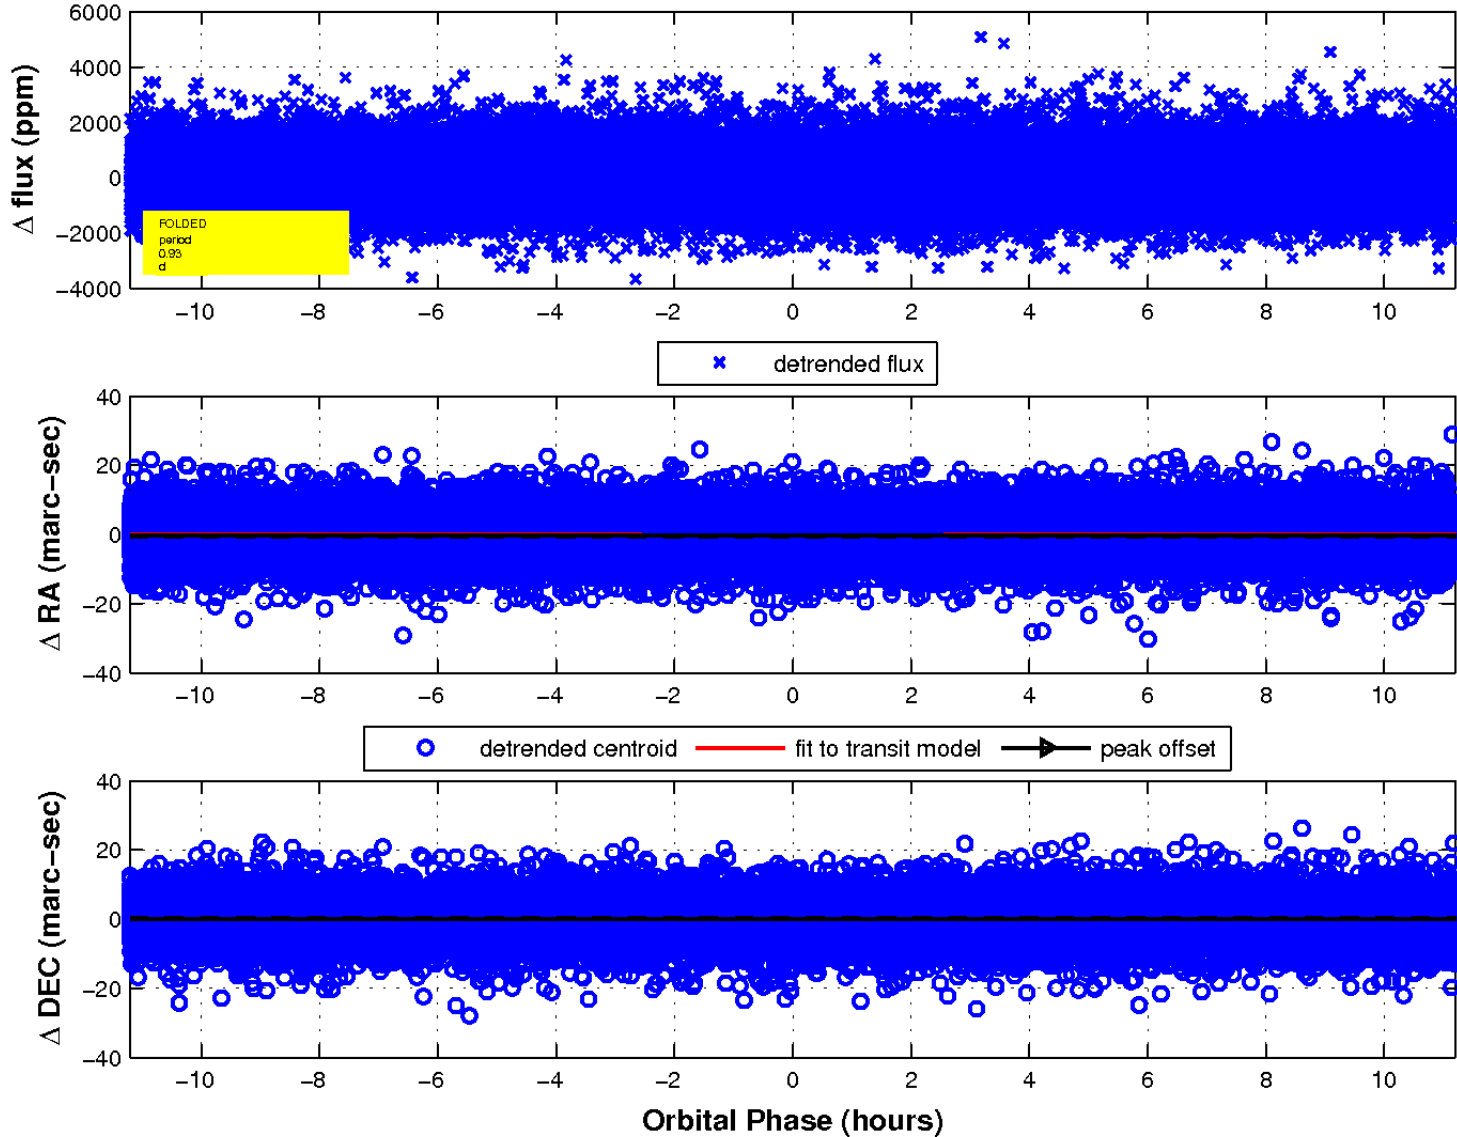 6000
4000
2000
0
−2000
−4000
Δ flux (ppm)
FOLDED
period
0.93
d
−10 −8 −6 −4 −2 0 2 4 6 8 10
detrended flux
40
20
0
−20
−40
Δ RA (marc−sec)
−10 −8 −6 −4 −2 0 2 4 6 8 10
detrended centroid fit to transit model peak offset
40
20
0
−20
−40
Δ DEC (marc−sec)
−10 −8 −6 −4 −2 0 2 4 6 8 10
Orbital Phase (hours)